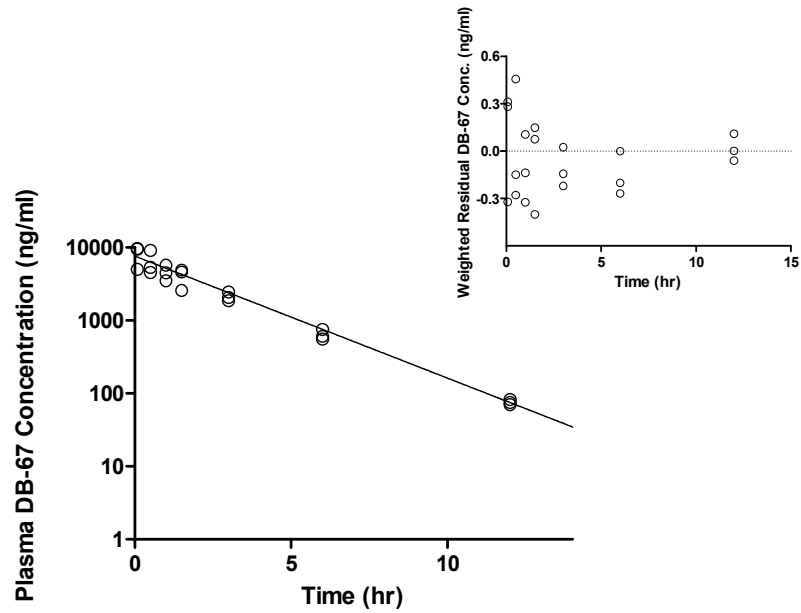 Weighted Residual DB-67 Conc. (ng/ml)
0.6
0.3
0.0
-0.3
0 5 10 15
Time (hr)
Plasma DB-67 Concentration (ng/ml)
10000
1000
100
10
1
0 5 10
Time (hr)